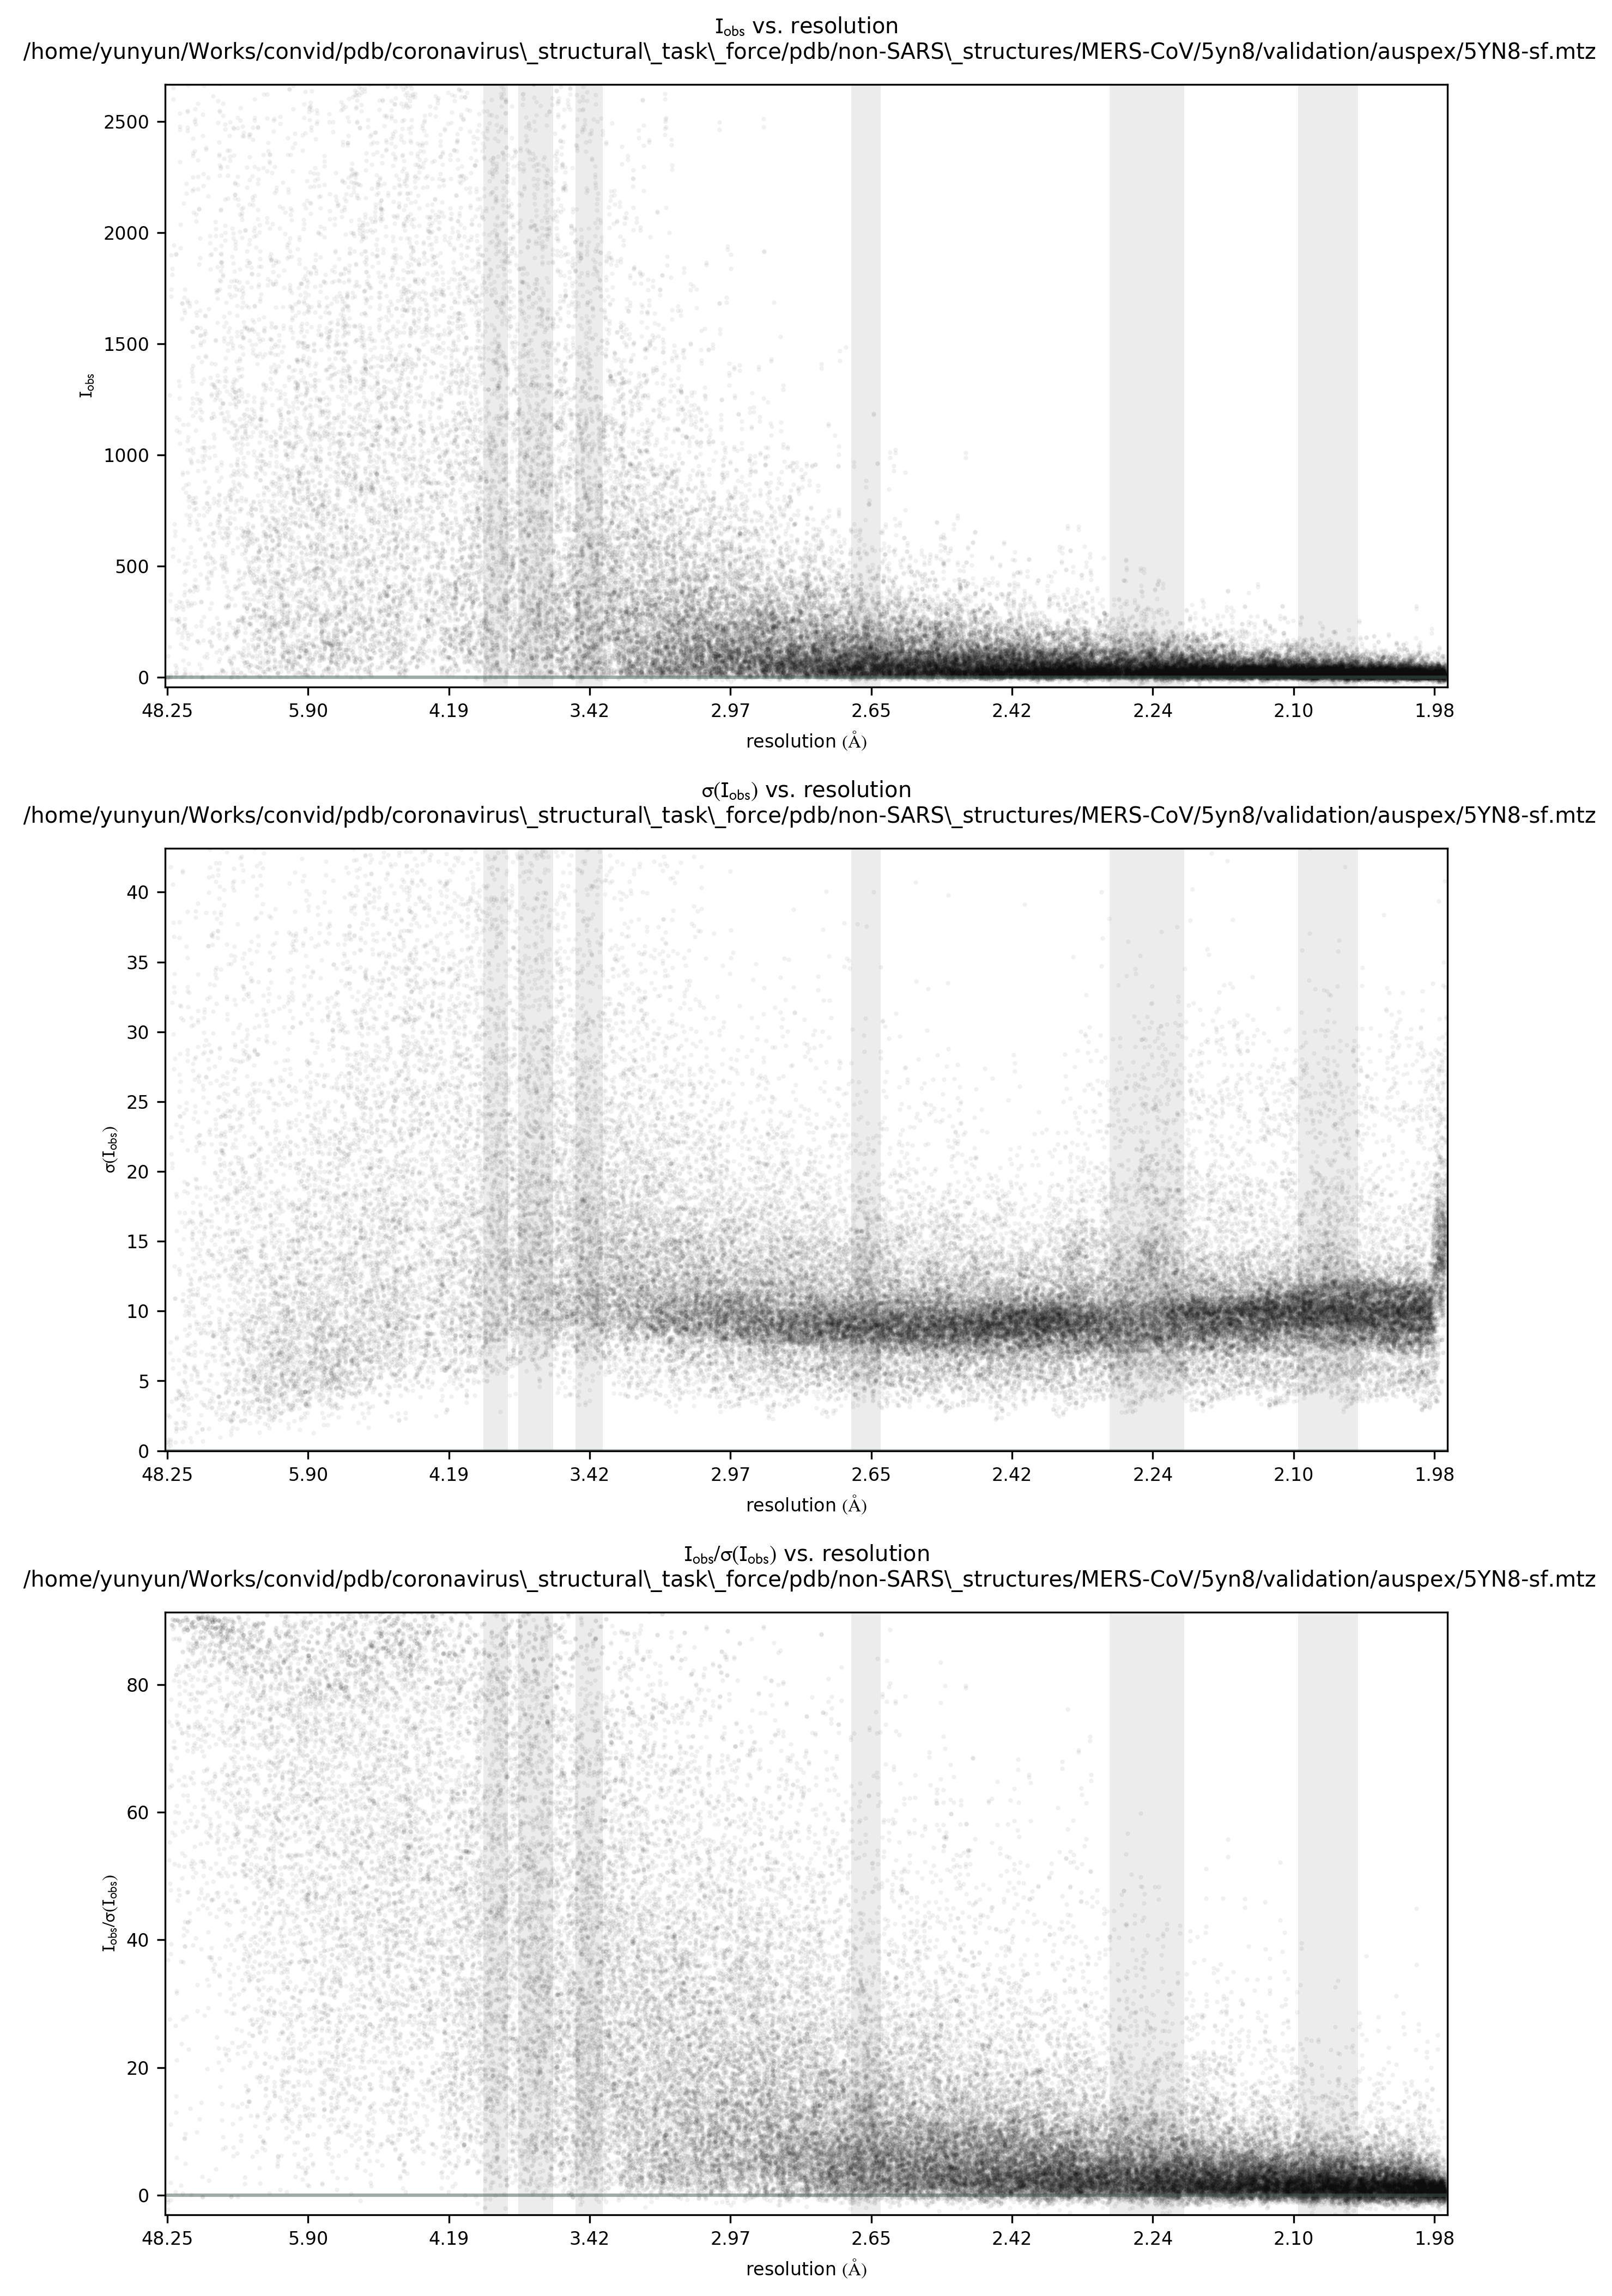 I_obs vs. resolution
/home/yunyun/Works/convid/pdb/coronavirus\_structural\_task\_force/pdb/non-SARS\_structures/MERS-CoV/5yn8/validation/auspex/5YN8-sf.mtz
2500
2000
1500
1000
500
0
I_obs
48.25 5.90 4.19 3.42 2.97 2.65 2.42 2.24 2.10 1.98
resolution (Å)
σ(I_obs) vs. resolution
/home/yunyun/Works/convid/pdb/coronavirus\_structural\_task\_force/pdb/non-SARS\_structures/MERS-CoV/5yn8/validation/auspex/5YN8-sf.mtz
40
35
30
25
20
15
10
5
0
σ(I_obs)
48.25 5.90 4.19 3.42 2.97 2.65 2.42 2.24 2.10 1.98
resolution (Å)
I_obs/σ(I_obs) vs. resolution
/home/yunyun/Works/convid/pdb/coronavirus\_structural\_task\_force/pdb/non-SARS\_structures/MERS-CoV/5yn8/validation/auspex/5YN8-sf.mtz
80
60
40
20
0
I_obs/σ(I_obs)
48.25 5.90 4.19 3.42 2.97 2.65 2.42 2.24 2.10 1.98
resolution (Å)